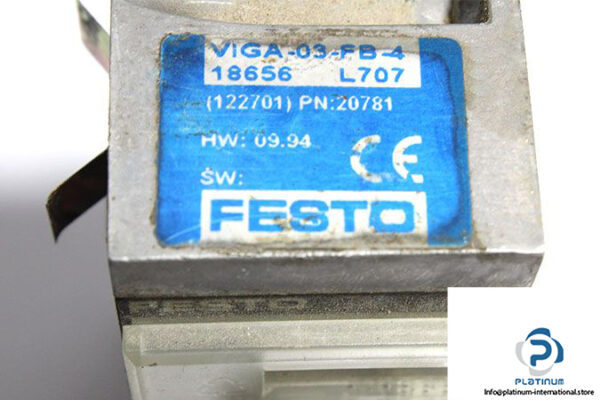 VIGA-03-FB-4
18656 L707
(122701) PN:20781
HW: 09.94
CE
SW:
FESTO
FESTO
PLATINUM
Info@platinum-international.store